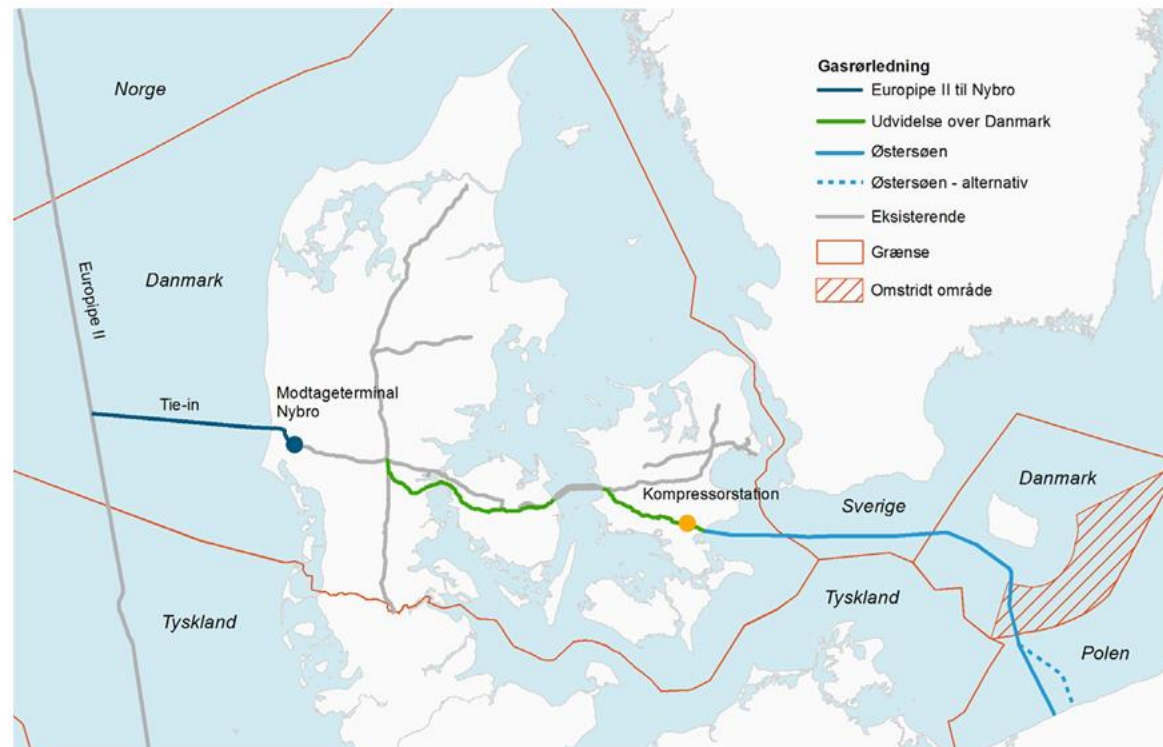 Norge
Gasrørledning
Europipe II til Nybro
Udvidelse over Danmark
Østersøen
Østersøen - alternativ
Eksisterende
Grænse
Omstridt område
Danmark
Europipe II
Tie-in
Modtageterminal
Nybro
Kompressorstation
Sverige
Danmark
Tyskland
Tyskland
Polen